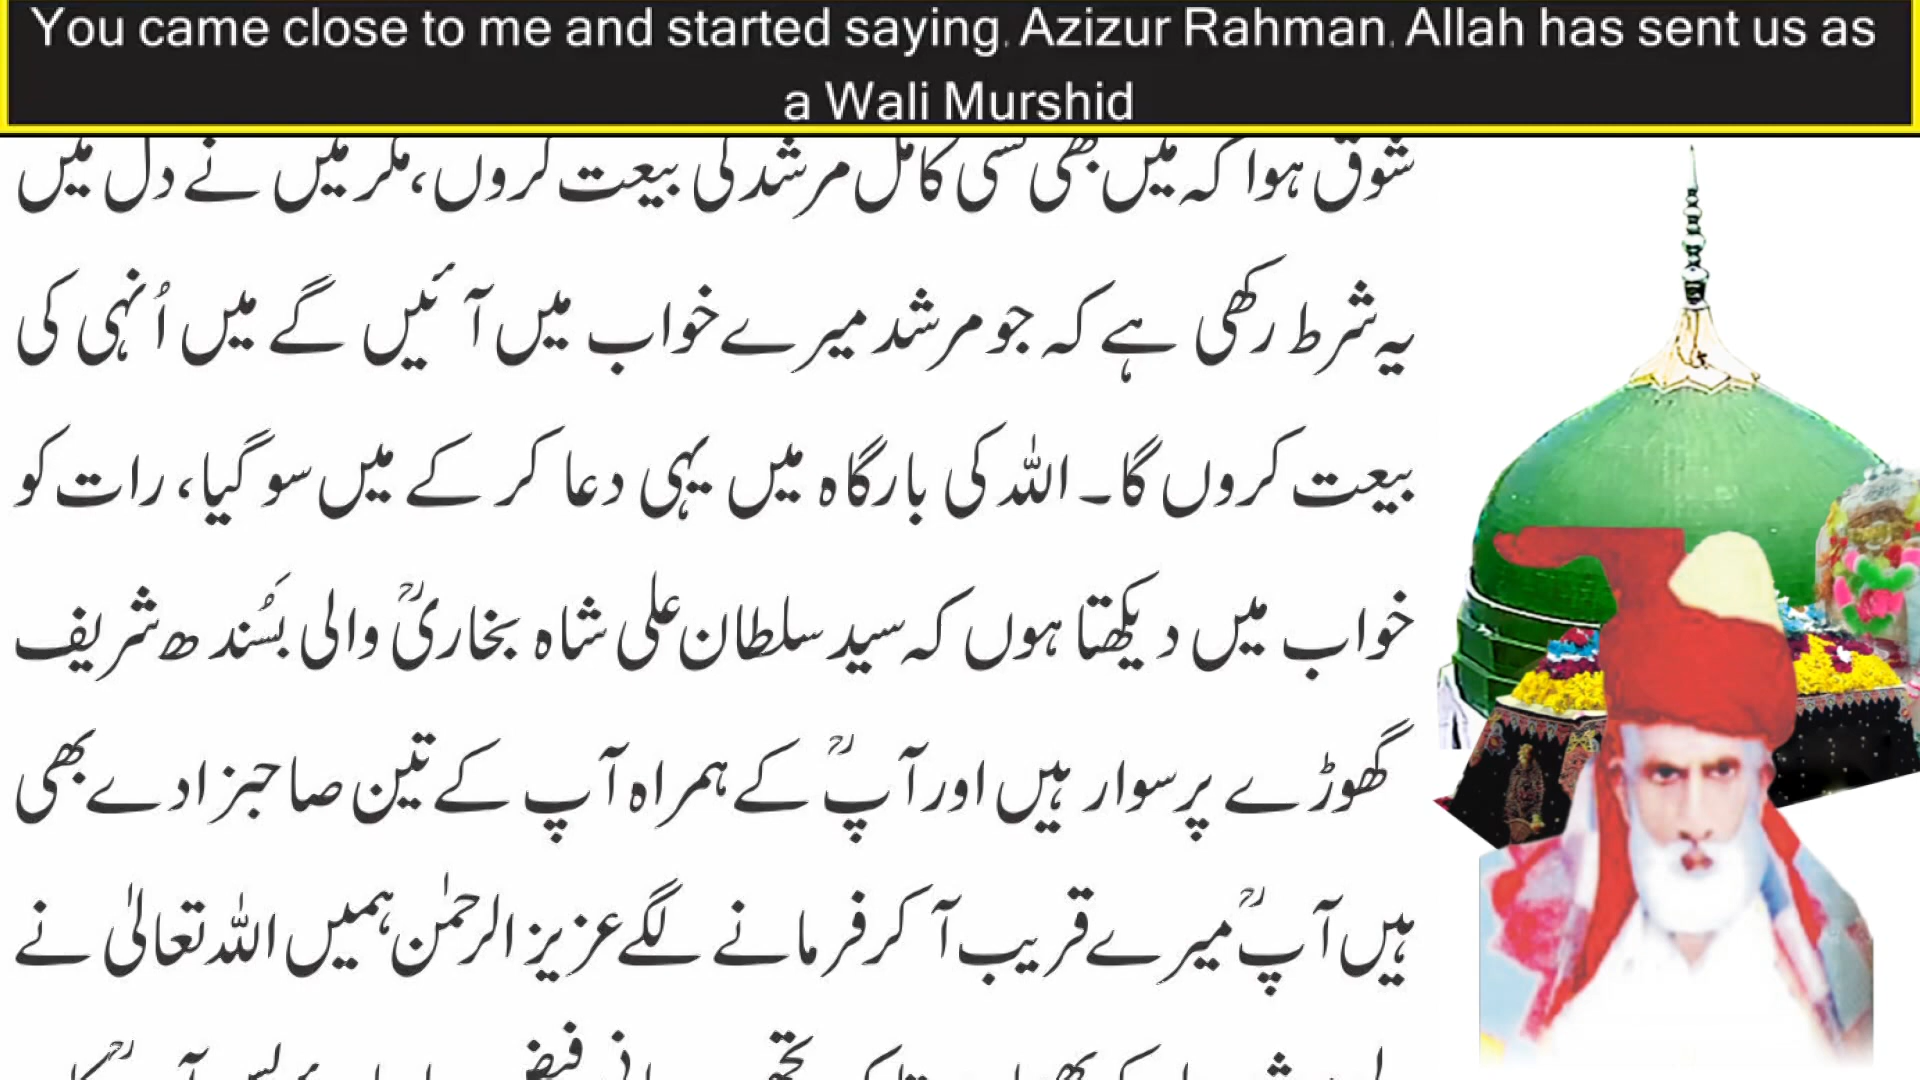 You came close to me and started saying, Azizur Rahman, Allah has sent us as
a Wali Murshid
شوق ہوا کہ میں بھی کسی کامل مرشد کی بیعت کروں، مگر میں نے دل میں
یہ شرط رکھی ہے کہ جو مرشد میرے خواب میں آئیں گے میں اُنہی کی
بیعت کروں گا۔ اللہ کی بارگاہ میں یہی دعا کر کے میں سو گیا، رات کو
خواب میں دیکھتا ہوں کہ سید سلطان علی شاہ بخاریؒ والی بَسُندھ شریف
گھوڑے پر سوار ہیں اور آپؒ کے ہمراہ آپ کے تین صاحبزادے بھی
ہیں آپؒ میرے قریب آ کر فرمانے لگے عزیز الرحمٰن ہمیں اللہ تعالیٰ نے